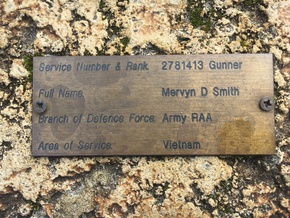 Service Number & Rank: 2781413 Gunner
Full Name: Mervyn D Smith
Branch of Defence Force: Army RAA
Area of Service: Vietnam